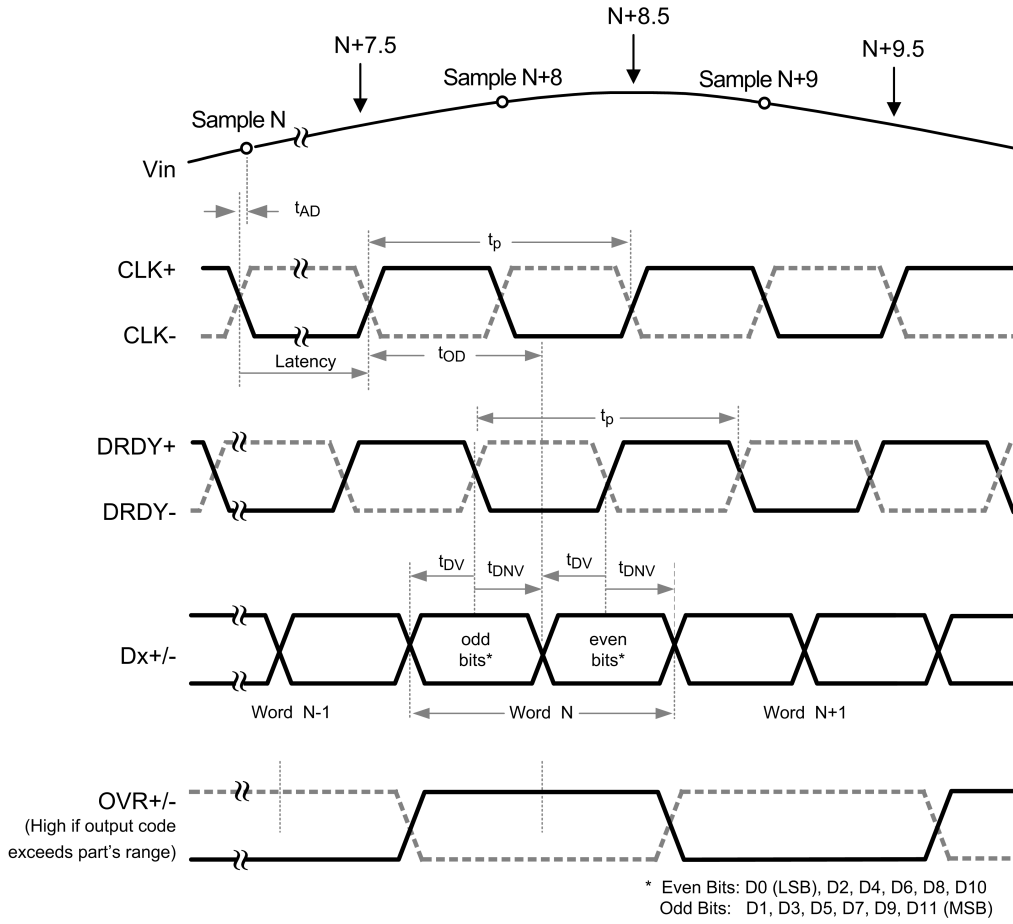 N+8.5
N+7.5
N+9.5
Sample N+8
Sample N+9
Sample N
Vin
tAD
tp
CLK+
CLK-
Latency
tOD
tp
DRDY+
DRDY-
tDV
tDNV
tDV
tDNV
Dx+/-
odd
bits*
even
bits*
Word N-1
Word N
Word N+1
OVR+/-
(High if output code
exceeds part's range)
* Even Bits: D0 (LSB), D2, D4, D6, D8, D10
Odd Bits: D1, D3, D5, D7, D9, D11 (MSB)